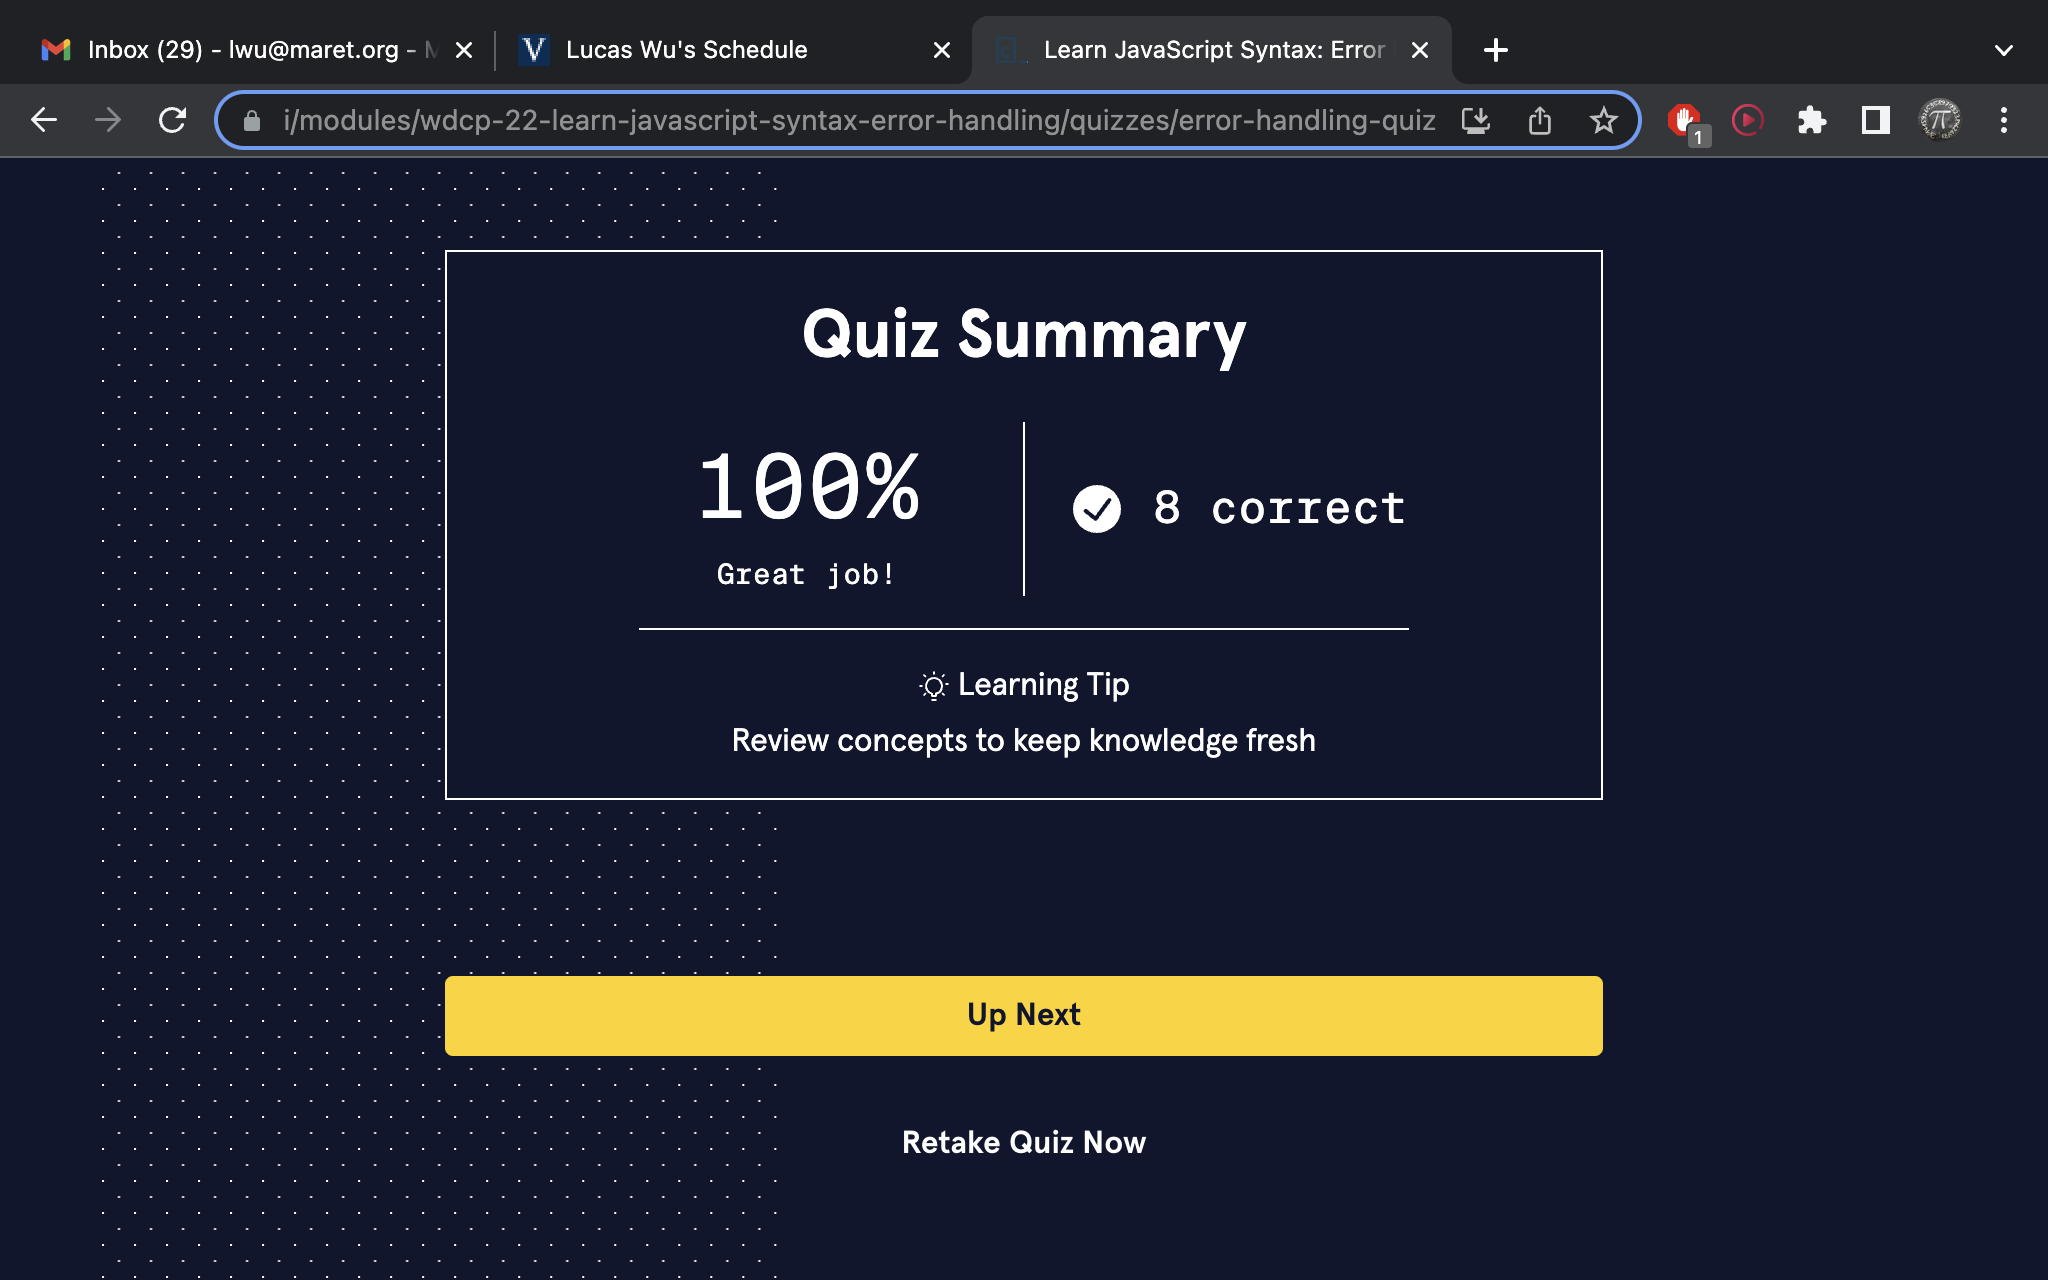 Inbox (29) - lwu@maret.org -
Lucas Wu's Schedule
Learn JavaScript Syntax: Error
i/modules/wdcp-22-learn-javascript-syntax-error-handling/quizzes/error-handling-quiz
1
Quiz Summary
100%
Great job!
8 correct
Learning Tip
Review concepts to keep knowledge fresh
Up Next
Retake Quiz Now